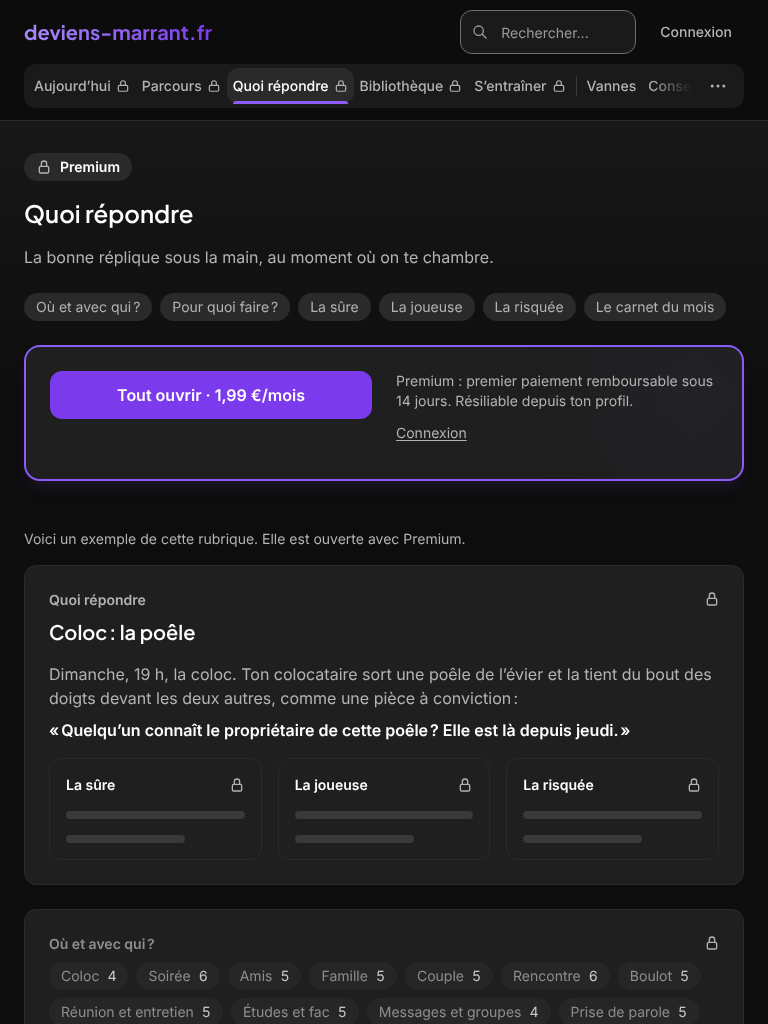 deviens-marrant.fr
Rechercher...
Connexion
Aujourd’hui
Parcours
Quoi répondre
Bibliothèque
S’entraîner
Vannes
Premium
Quoi répondre
La bonne réplique sous la main, au moment où on te chambre.
Où et avec qui ?
Pour quoi faire ?
La sûre
La joueuse
La risquée
Le carnet du mois
Tout ouvrir · 1,99 €/mois
Premium : premier paiement remboursable sous
14 jours. Résiliable depuis ton profil.
Connexion
Voici un exemple de cette rubrique. Elle est ouverte avec Premium.
Quoi répondre
Coloc : la poêle
Dimanche, 19 h, la coloc. Ton colocataire sort une poêle de l’évier et la tient du bout des
doigts devant les deux autres, comme une pièce à conviction :
« Quelqu’un connaît le propriétaire de cette poêle ? Elle est là depuis jeudi. »
La sûre
La joueuse
La risquée
Où et avec qui ?
Coloc 4
Soirée 6
Amis 5
Famille 5
Couple 5
Rencontre 6
Boulot 5
Réunion et entretien 5
Études et fac 5
Messages et groupes 4
Prise de parole 5